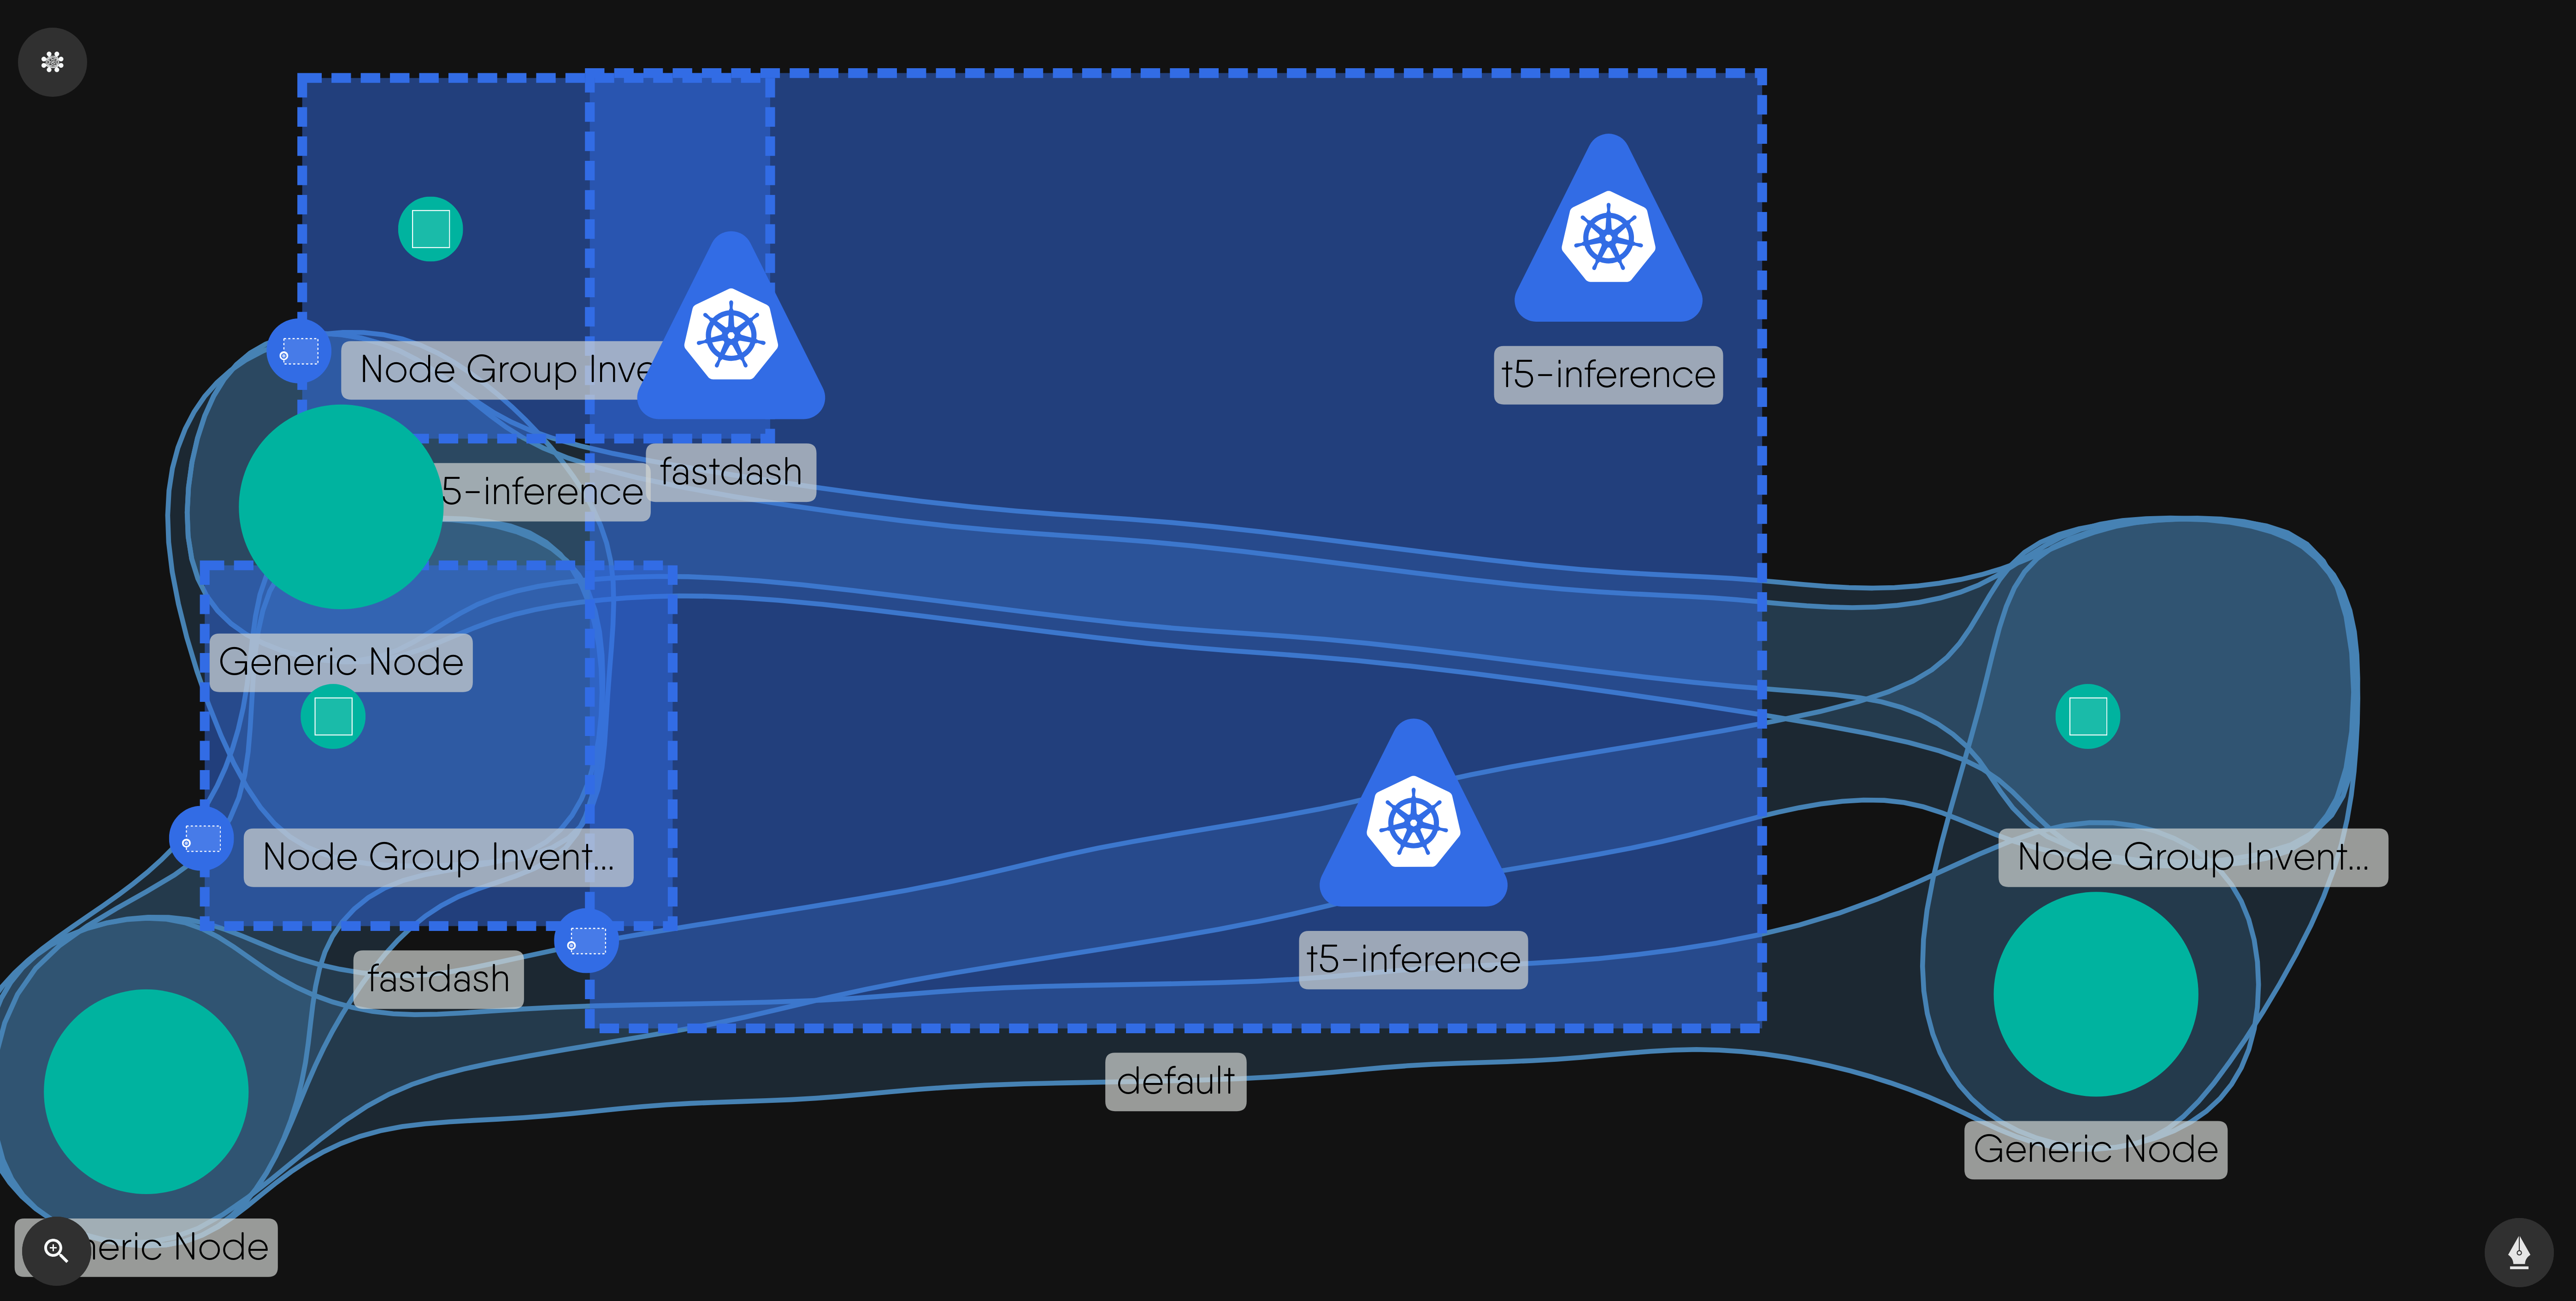 t5-inference
Node Group Inve
fastdash
5-inference
Generic Node
Node Group Invent...
Node Group Invent...
t5-inference
fastdash
default
Generic Node
neric Node